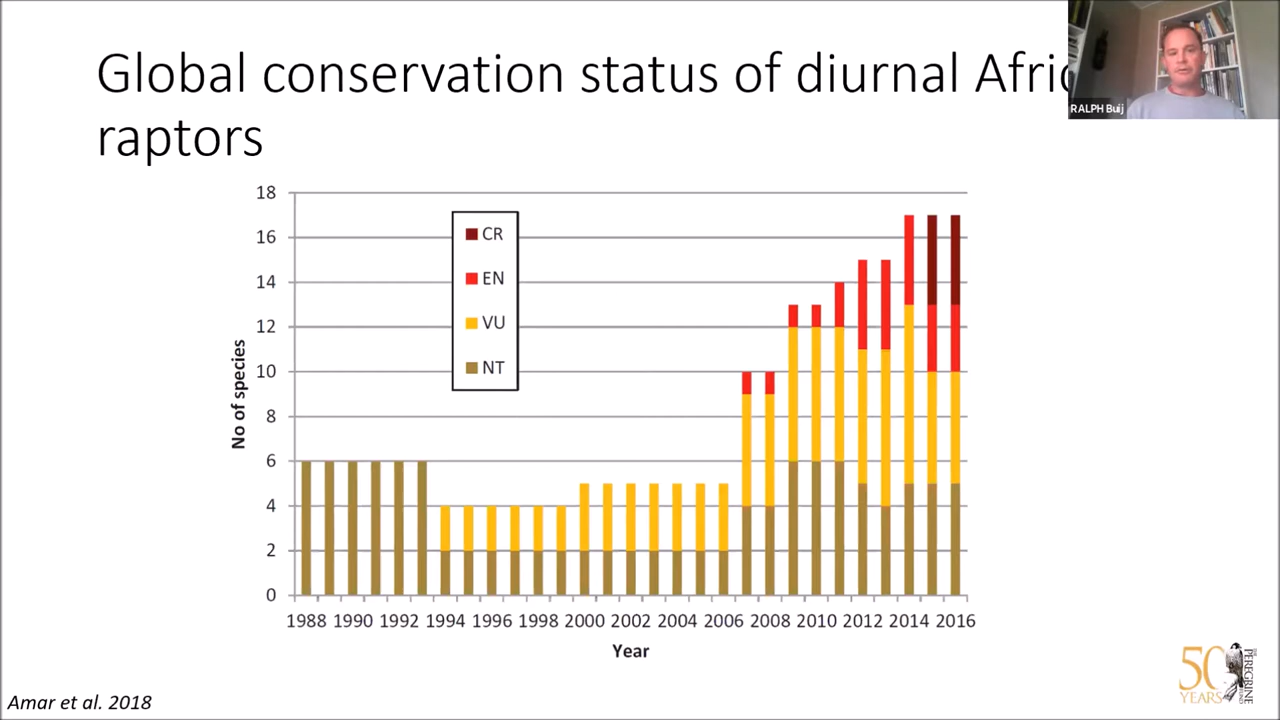 Global conservation status of diurnal Afric
raptors
RALPH Buij
18
16
14
12
10
8
6
4
2
0
No of species
CR
EN
VU
NT
1988 1990 1992 1994 1996 1998 2000 2002 2004 2006 2008 2010 2012 2014 2016
Year
Amar et al. 2018
50
YEARS
THE
PEREGRINE
FUND